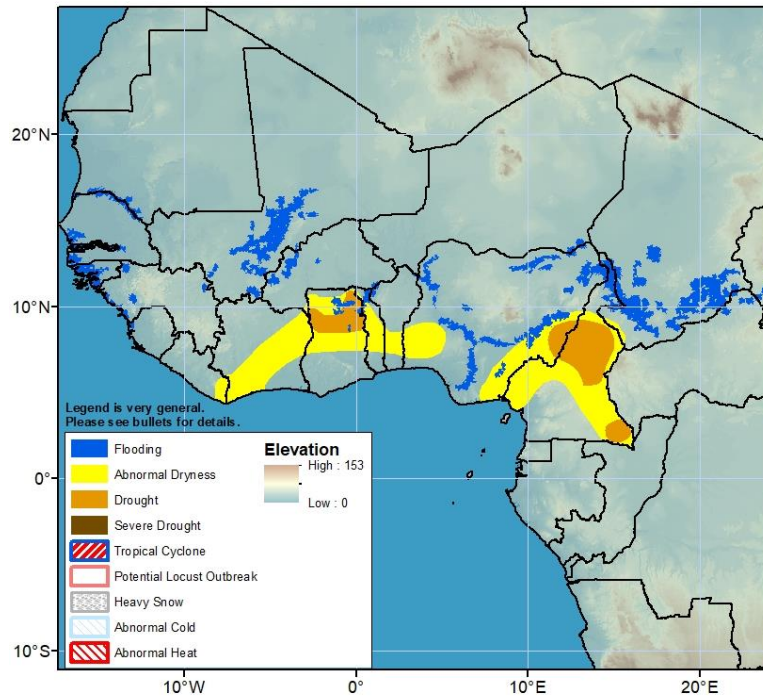 20°N
10°N
0°
10°S
Legend is very general.
Please see bullets for details.
Flooding
Abnormal Dryness
Drought
Severe Drought
Tropical Cyclone
Potential Locust Outbreak
Heavy Snow
Abnormal Cold
Abnormal Heat
Elevation
High : 153
Low : 0
10°W
0°
10°E
20°E